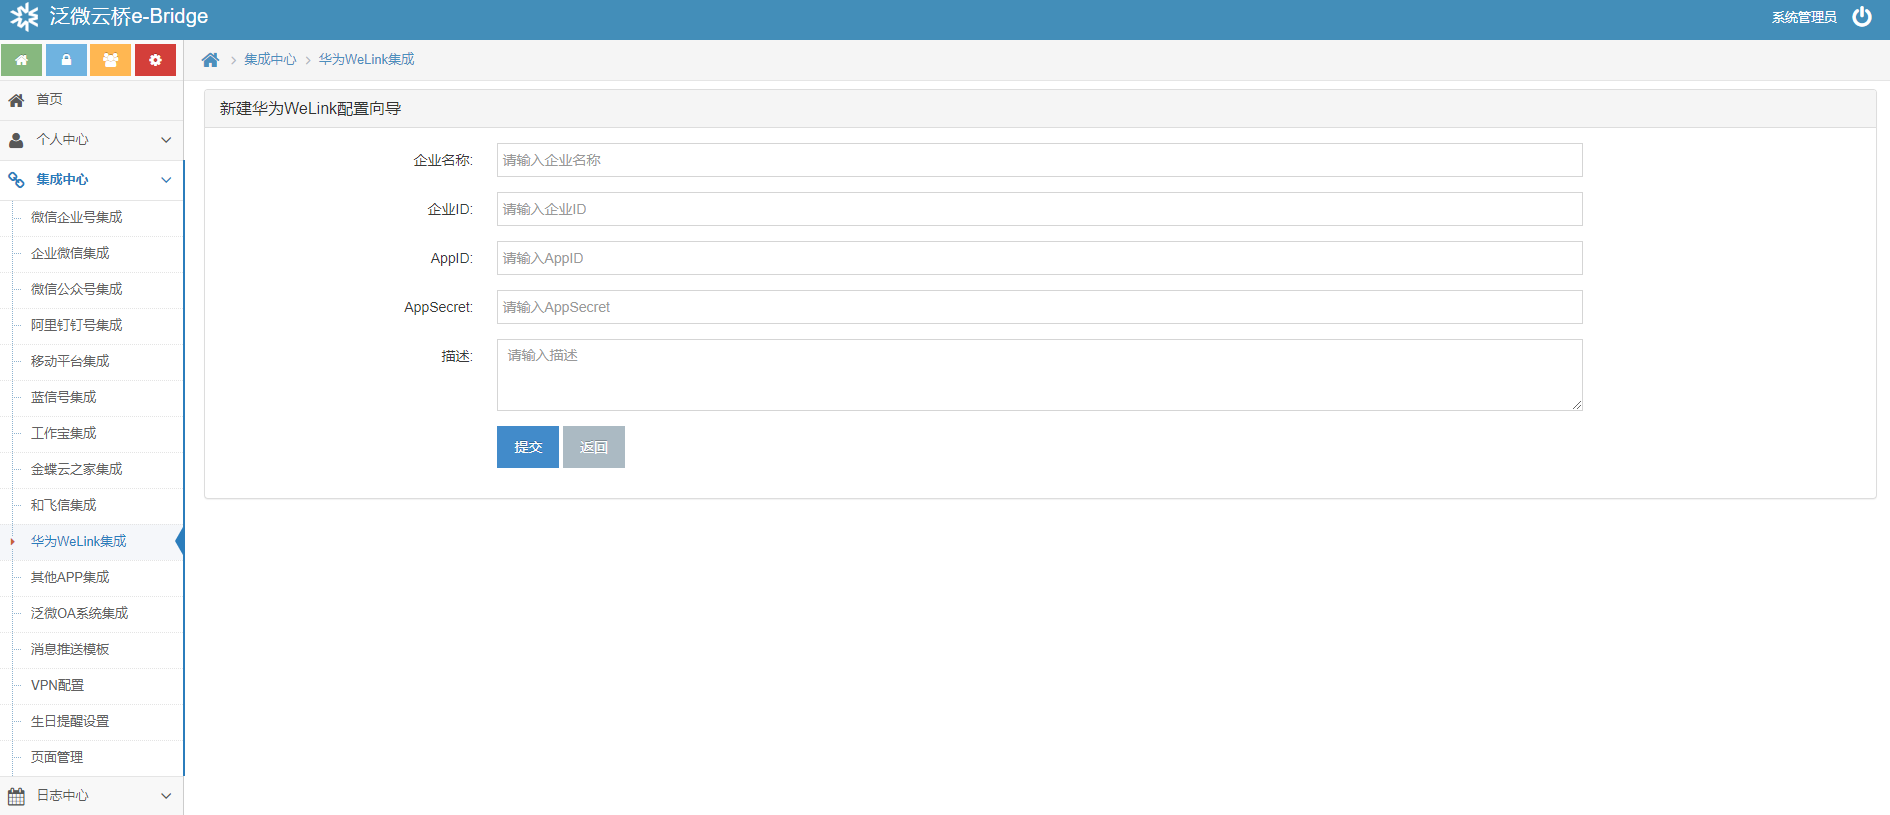 泛微云桥e-Bridge
系统管理员
集成中心
华为WeLink集成
首页
个人中心
集成中心
微信企业号集成
企业微信集成
微信公众号集成
阿里钉钉号集成
移动平台集成
蓝信号集成
工作宝集成
金蝶云之家集成
和飞信集成
华为WeLink集成
其他APP集成
泛微OA系统集成
消息推送模板
VPN配置
生日提醒设置
页面管理
日志中心
新建华为WeLink配置向导
企业名称: 请输入企业名称
企业ID: 请输入企业ID
AppID: 请输入AppID
AppSecret: 请输入AppSecret
描述: 请输入描述
提交 返回